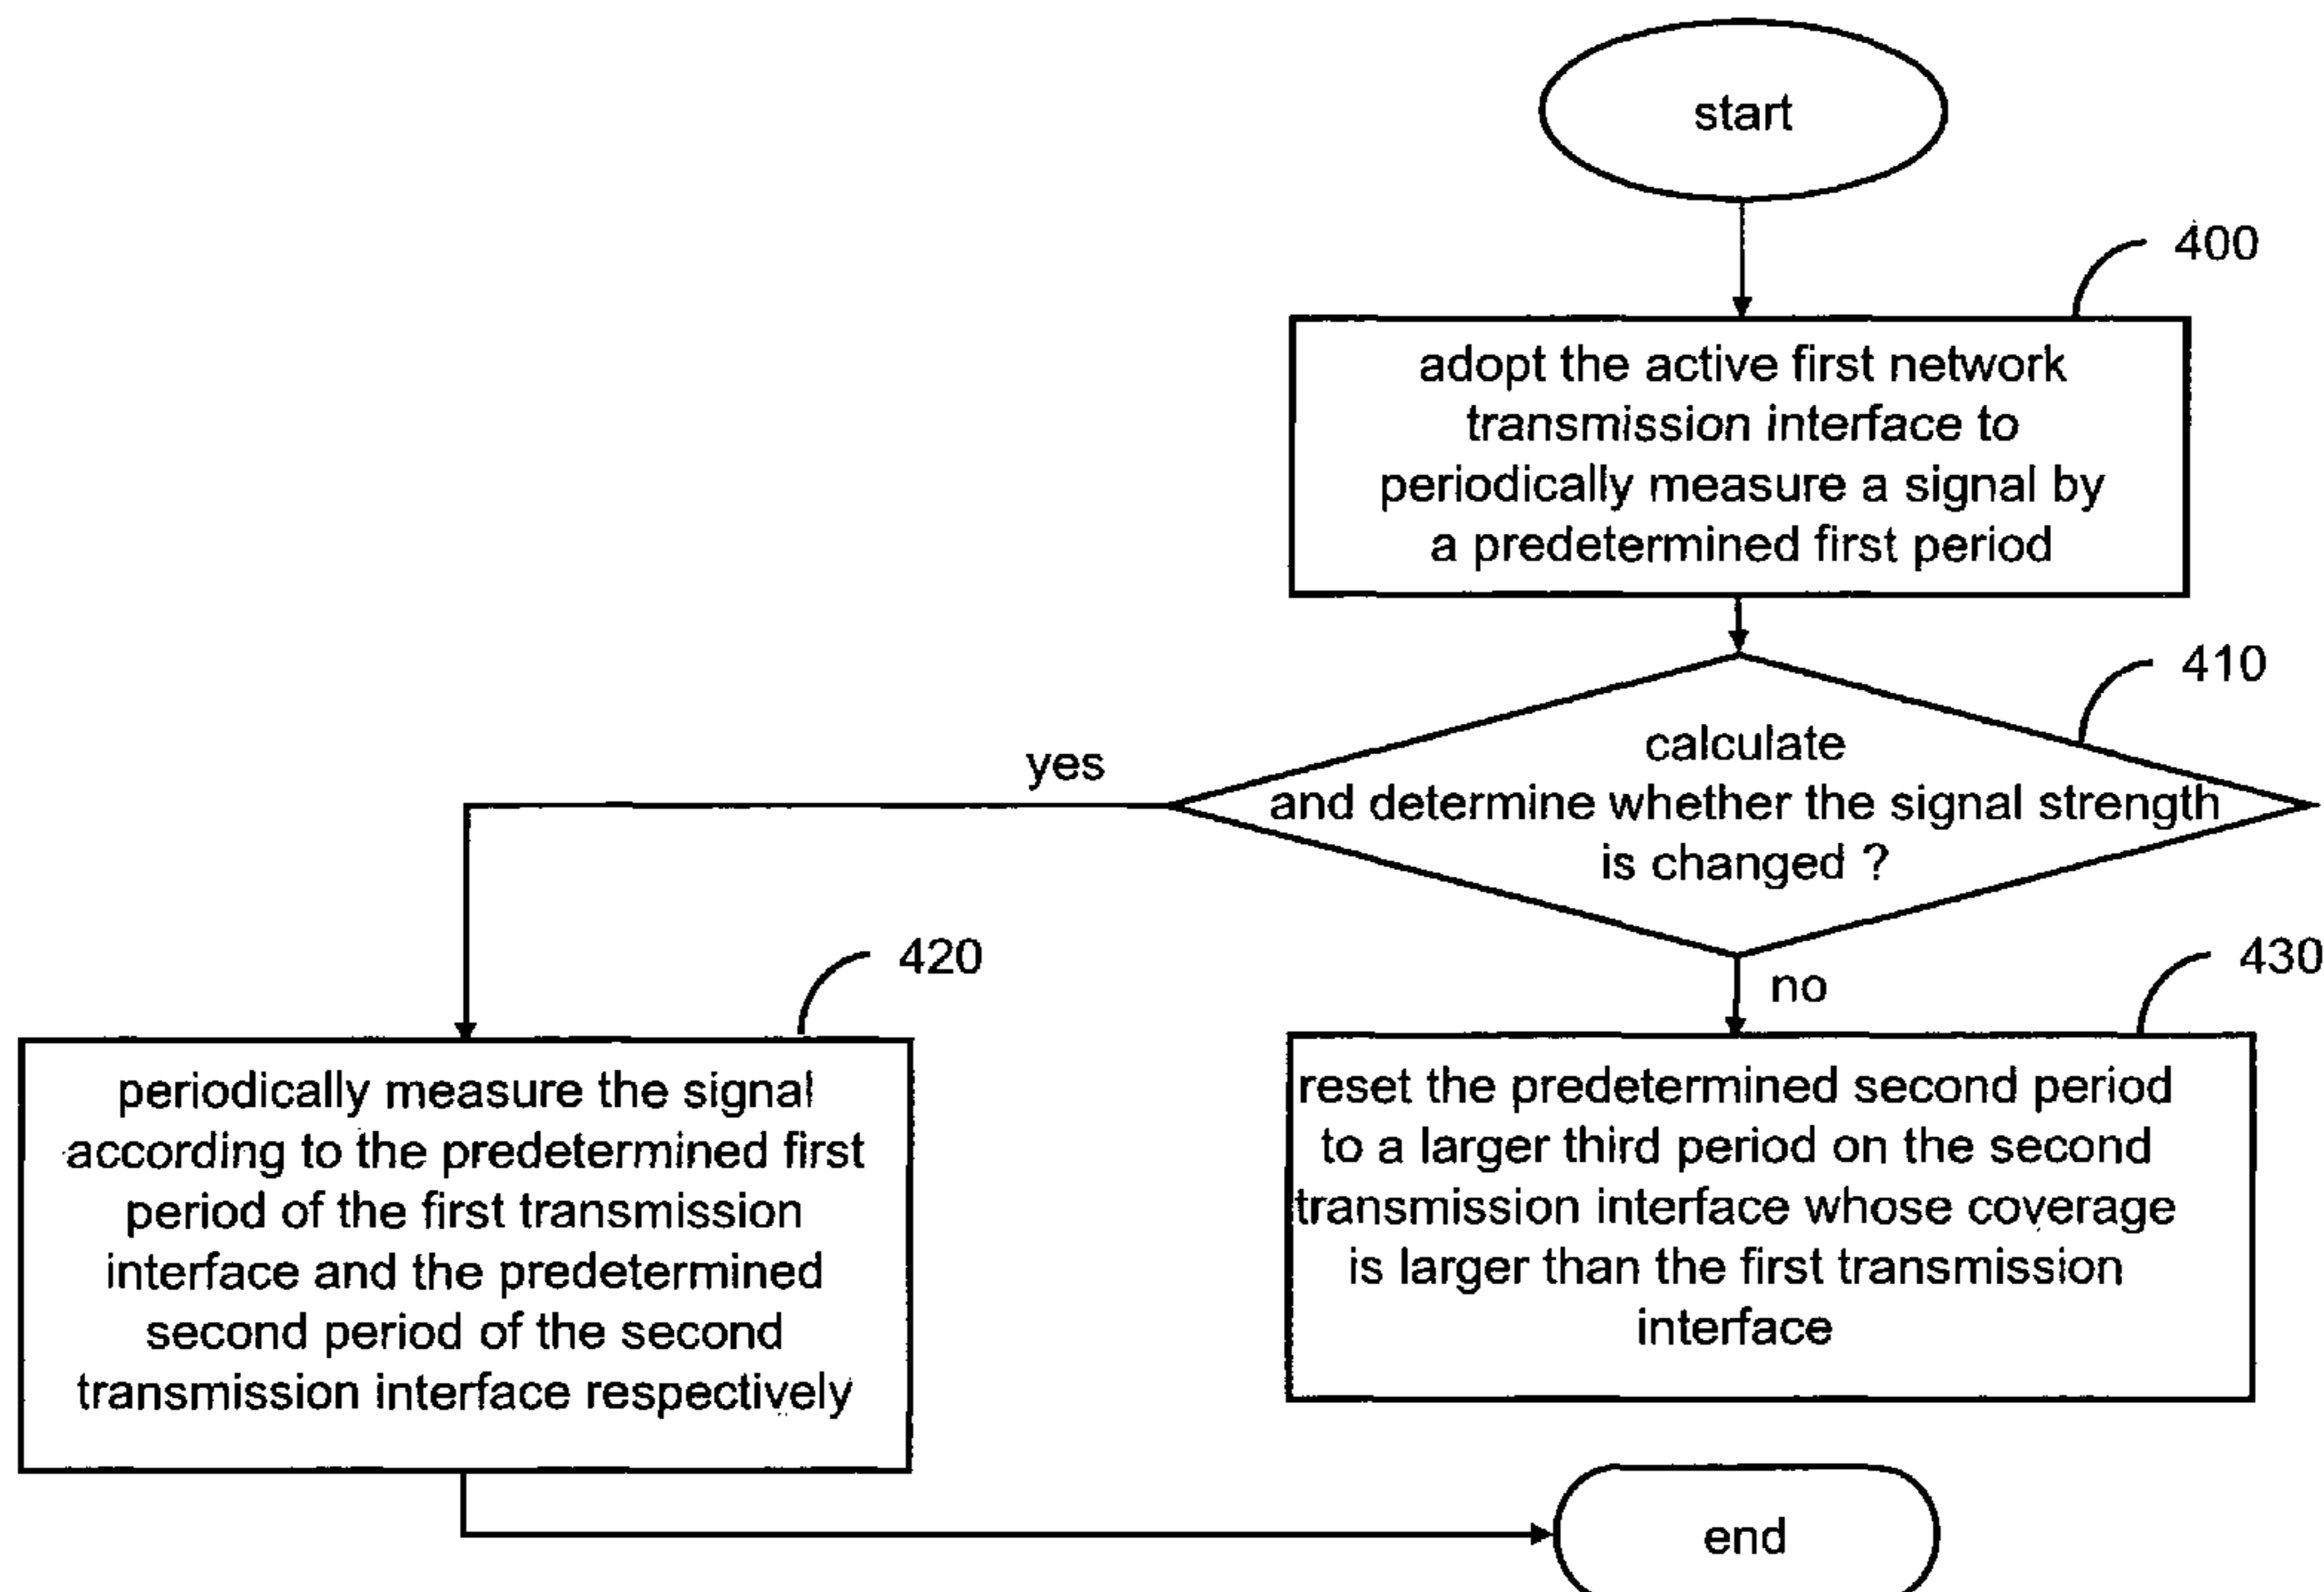 start
400
adopt the active first network
transmission interface to
periodically measure a signal by
a predetermined first period
410
calculate
and determine whether the signal strength
is changed ?
yes
no
420
periodically measure the signal
according to the predetermined first
period of the first transmission
interface and the predetermined
second period of the second
transmission interface respectively
430
reset the predetermined second period
to a larger third period on the second
transmission interface whose coverage
is larger than the first transmission
interface
end